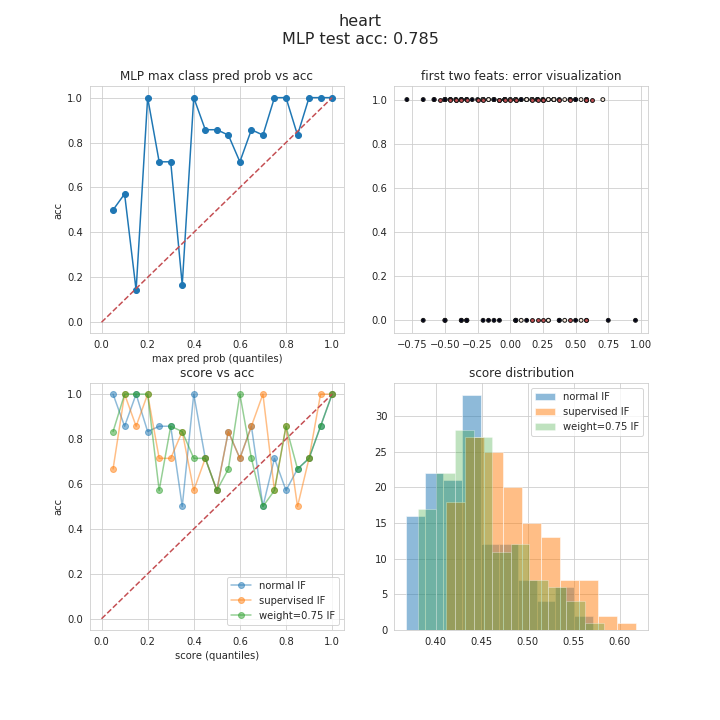 heart
MLP test acc: 0.785
MLP max class pred prob vs acc
1.0
0.8
0.6
0.4
0.2
0.0
acc
0.0 0.2 0.4 0.6 0.8 1.0
max pred prob (quantiles)
first two feats: error visualization
1.0
0.8
0.6
0.4
0.2
0.0
−0.75 −0.50 −0.25 0.00 0.25 0.50 0.75 1.00
score vs acc
1.0
0.8
0.6
0.4
0.2
0.0
acc
normal IF
supervised IF
weight=0.75 IF
0.0 0.2 0.4 0.6 0.8 1.0
score (quantiles)
score distribution
normal IF
supervised IF
weight=0.75 IF
30
25
20
15
10
5
0
0.40 0.45 0.50 0.55 0.60